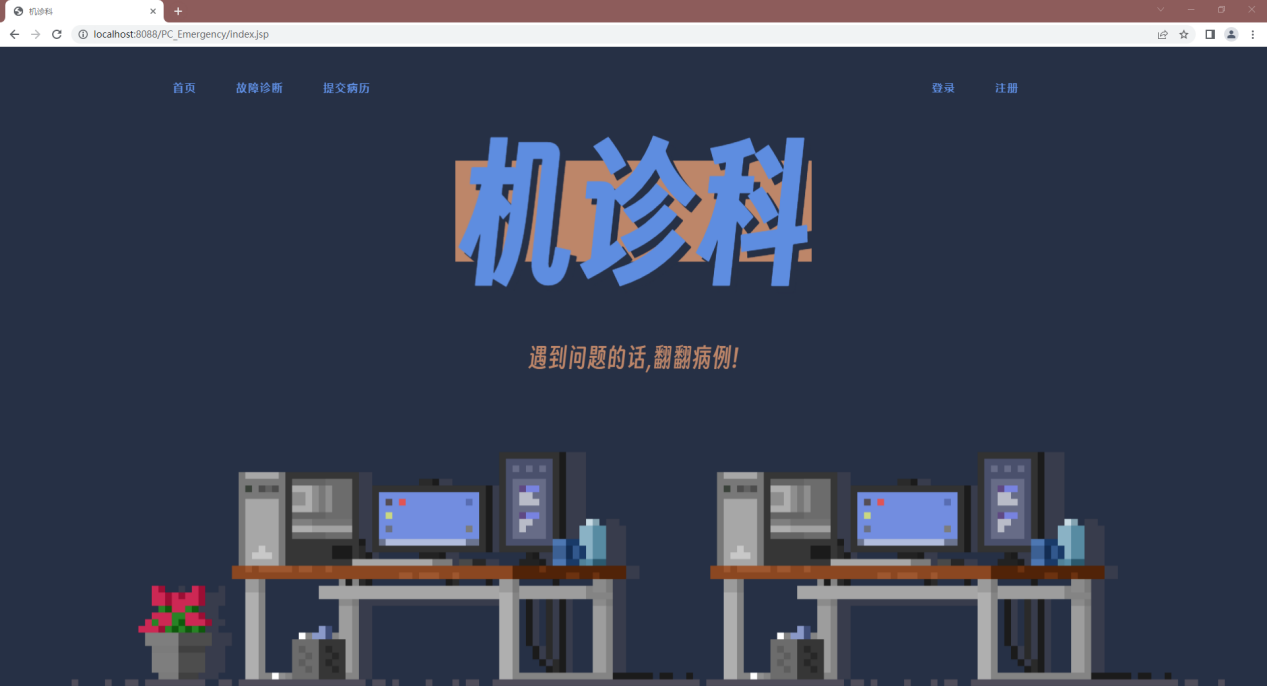 机诊科
localhost:8088/PC_Emergency/index.jsp
首页 故障诊断 提交病历 登录 注册
机诊科
遇到问题的话,翻翻病例!